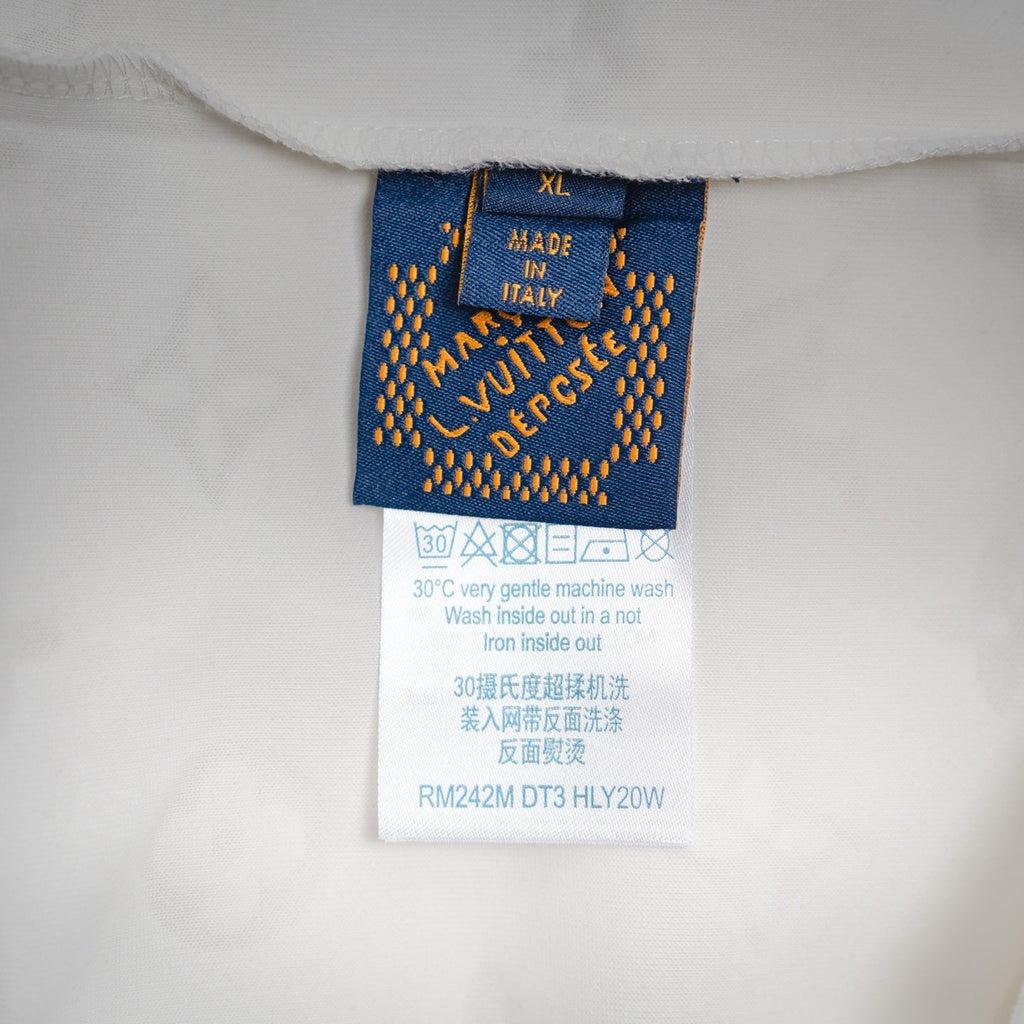 XL
MADE
IN
ITALY
L.VUITTON
DÉPOSÉE
30
30°C very gentle machine wash
Wash inside out in a not
Iron inside out
30摄氏度超揉机洗
装入网带反面洗涤
反面熨烫
RM242M DT3 HLY20W